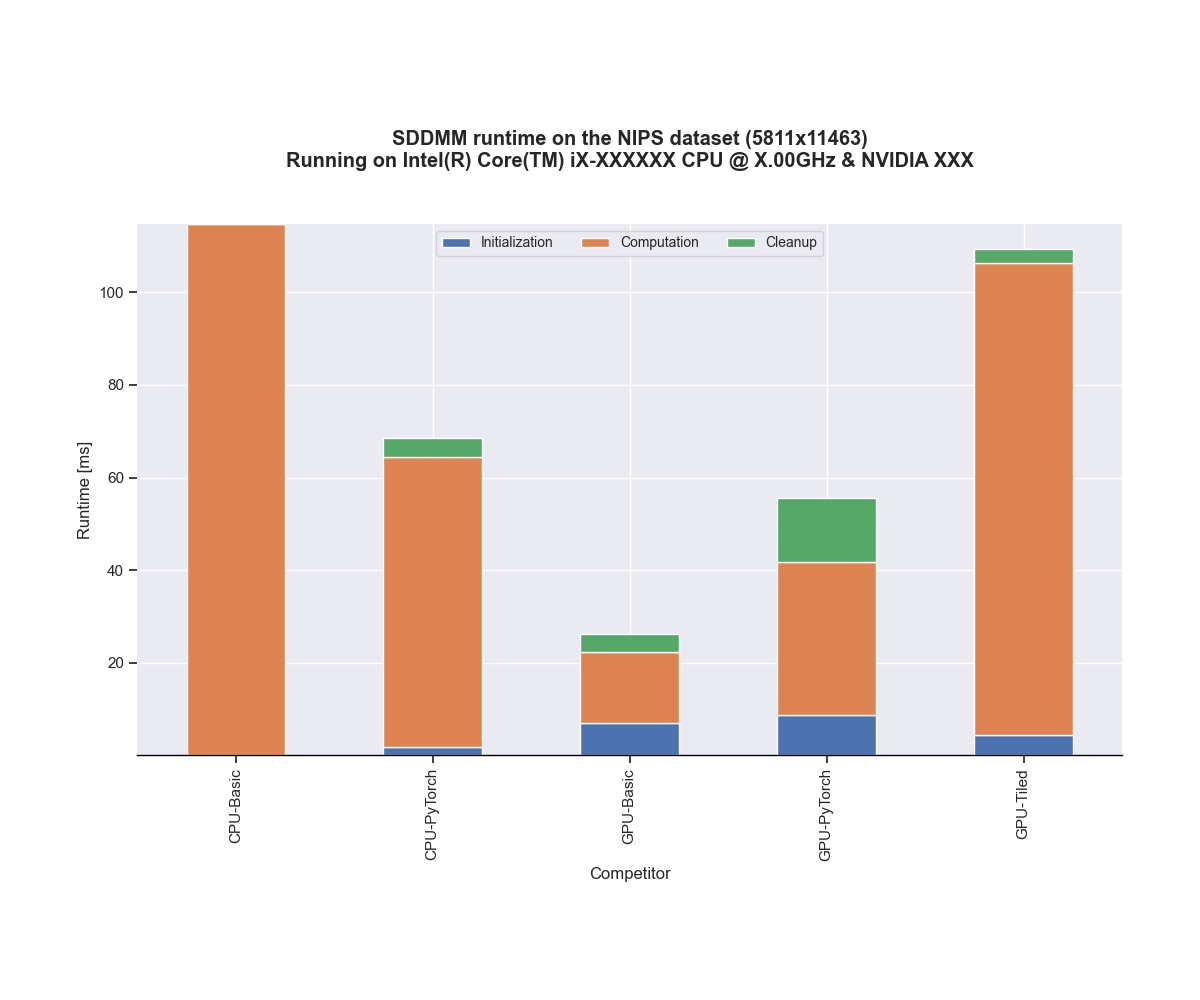 SDDMM runtime on the NIPS dataset (5811x11463)
Running on Intel(R) Core(TM) iX-XXXXXX CPU @ X.00GHz & NVIDIA XXX
Initialization
Computation
Cleanup
100
80
60
40
20
Runtime [ms]
CPU-Basic
CPU-PyTorch
GPU-Basic
GPU-PyTorch
GPU-Tiled
Competitor